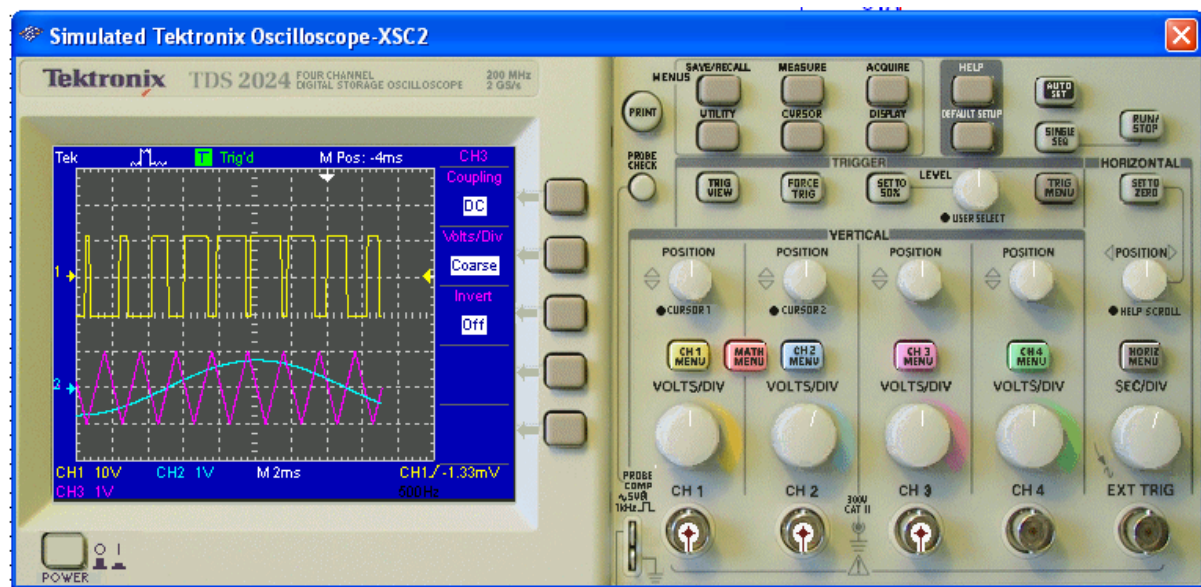 Simulated Tektronix Oscilloscope-XSC2
Tektronix TDS 2024 FOUR CHANNEL DIGITAL STORAGE OSCILLOSCOPE 200 MHz 2 GS/s
Tek T Trig'd M Pos: -4ms CH3
Coupling
DC
Volts/Div
Coarse
Invert
Off
1
2
CH1 10V CH2 1V M 2ms CH1 -1.33mV
CH3 1V 500Hz
POWER
MENUS
SAVE/RECALL MEASURE ACQUIRE HELP
AUTO SET
PRINT
UTILITY CURSOR DISPLAY DEFAULT SETUP
SINGLE SEQ
RUN/ STOP
PROBE CHECK
TRIGGER HORIZONTAL
TRIG VIEW
FORCE TRIG
SET TO 50%
LEVEL
TRIG MENU
SET TO ZERO
USER SELECT
VERTICAL
POSITION POSITION POSITION POSITION POSITION
CURSOR 1 CURSOR 2 HELP SCROLL
CH 1 MENU
MATH MENU
CH 2 MENU
CH 3 MENU
CH 4 MENU
HORIZ MENU
VOLTS/DIV VOLTS/DIV VOLTS/DIV VOLTS/DIV SEC/DIV
PROBE COMP
~5V@
1kHz
CH 1 CH 2
300V CAT II
CH 3 CH 4 EXT TRIG